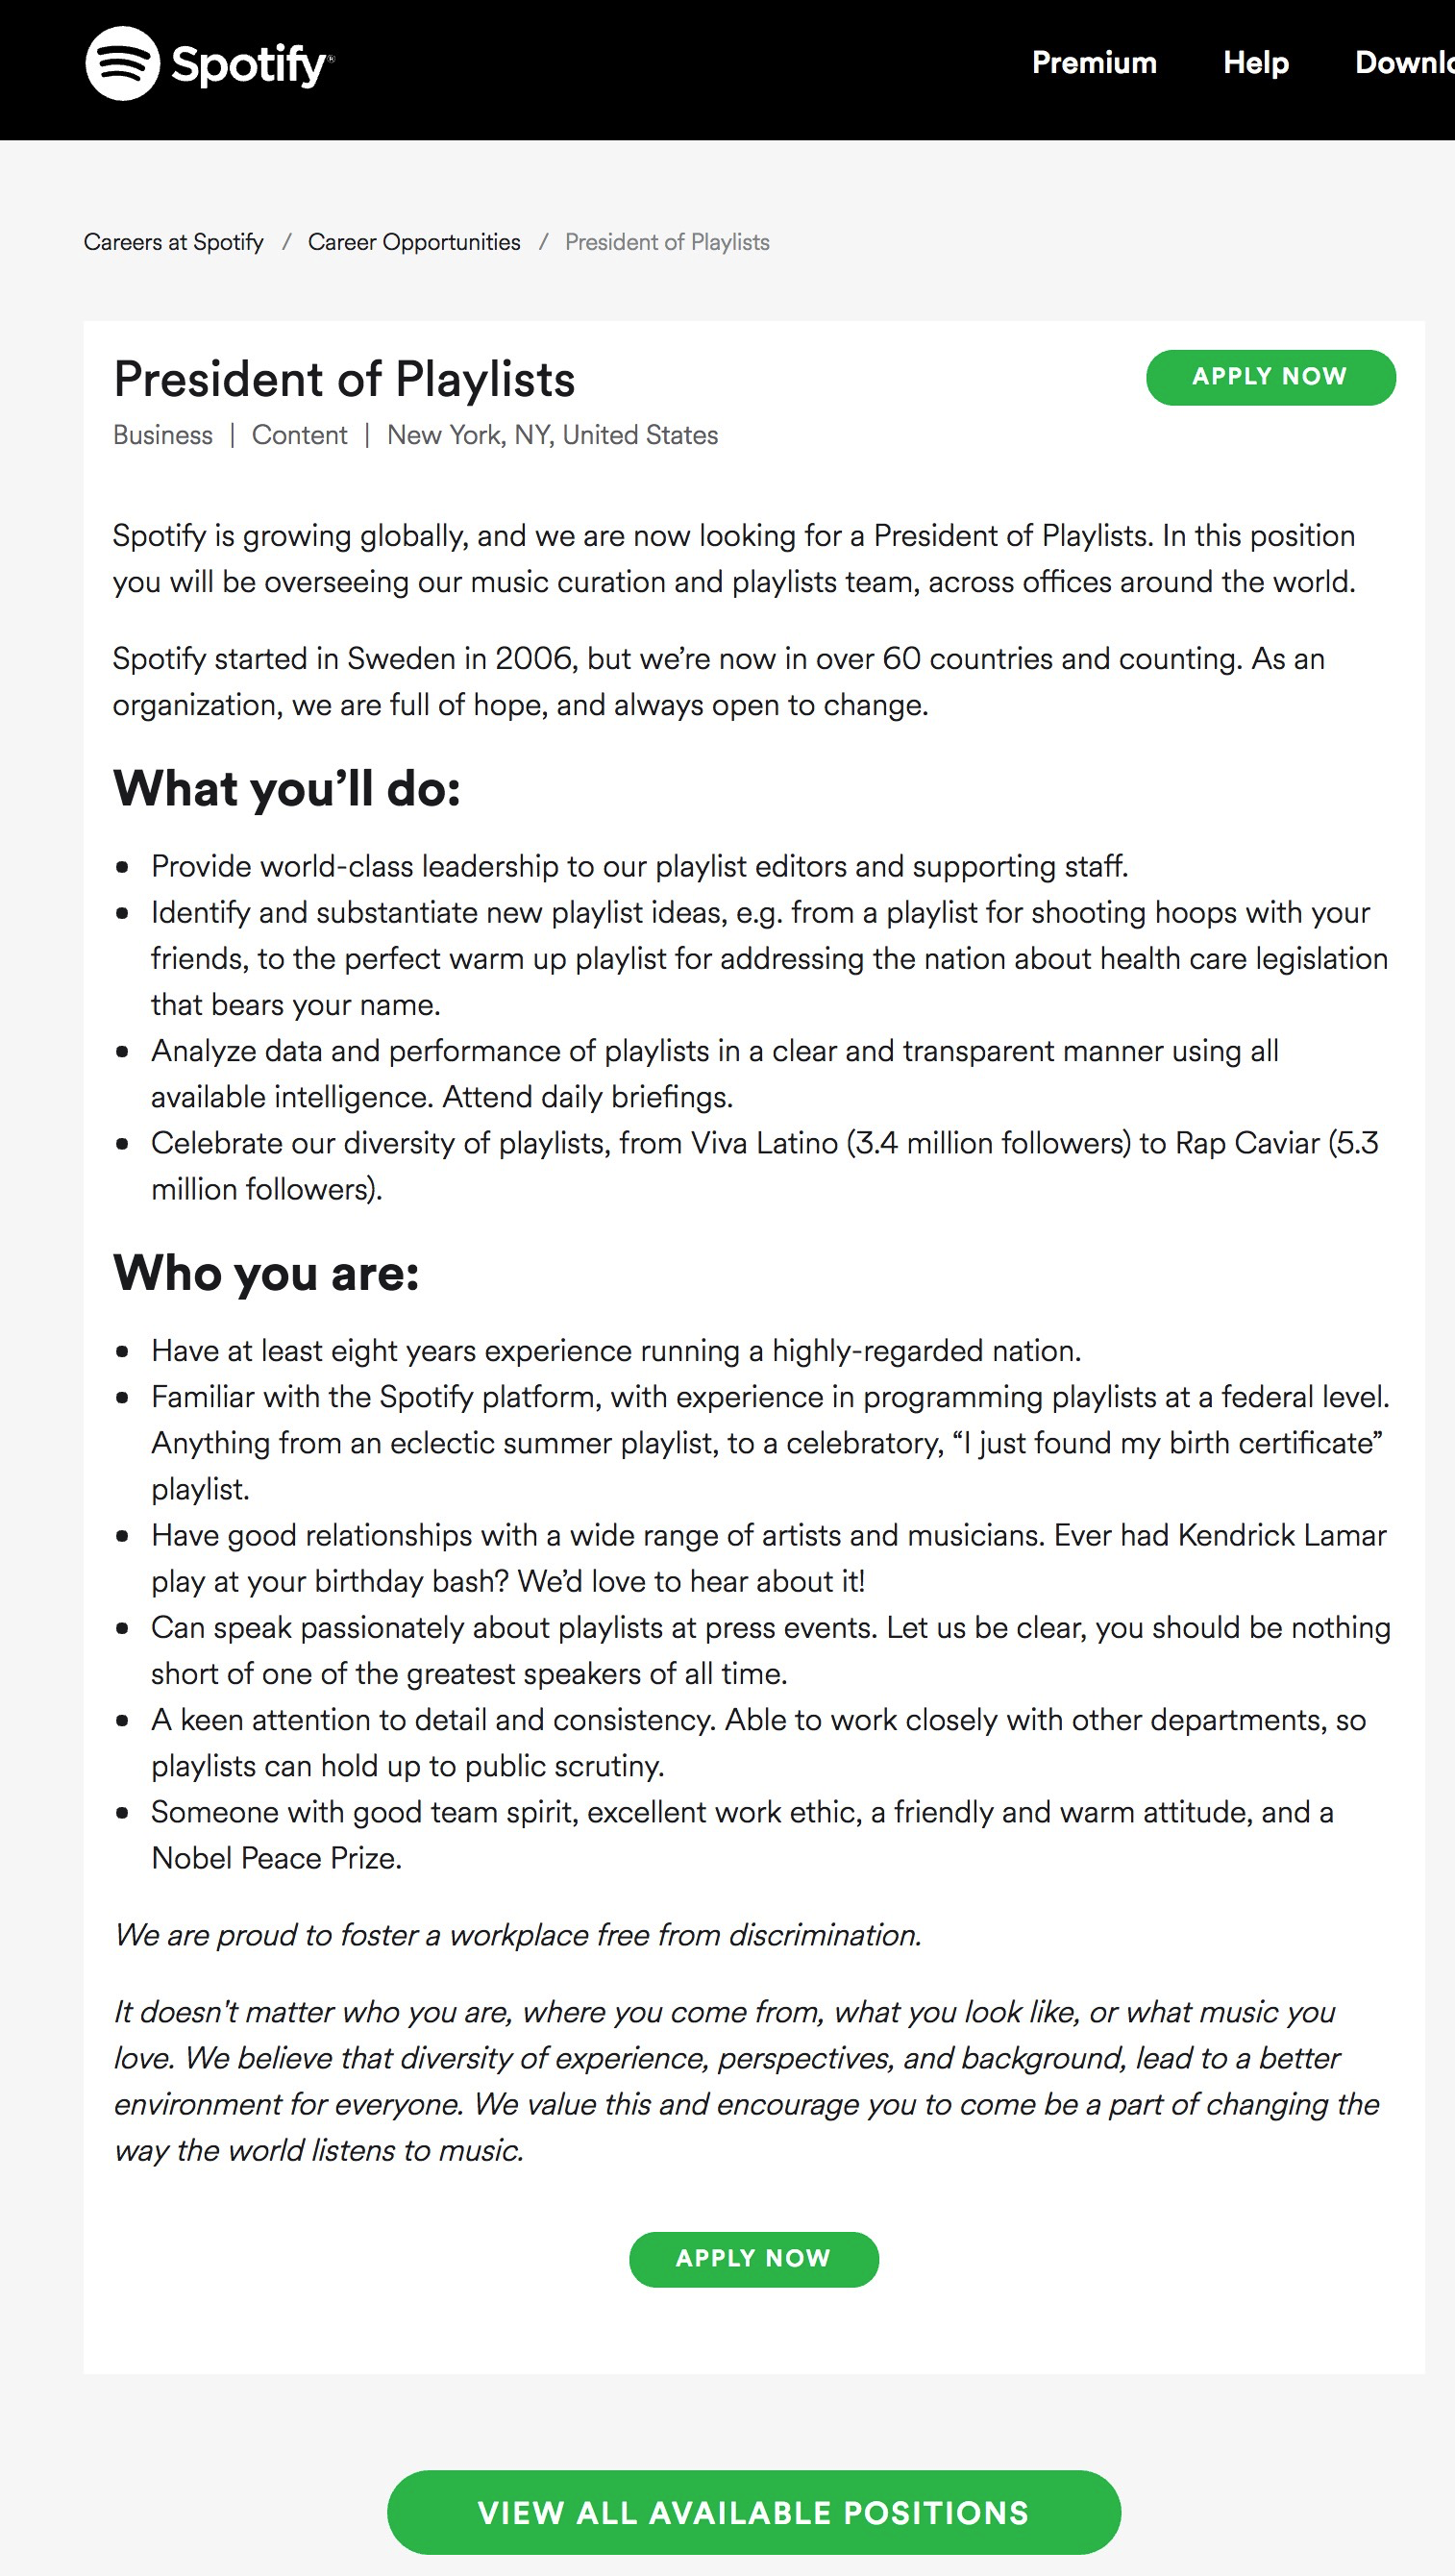 Spotify®
Premium Help Downlo
Careers at Spotify / Career Opportunities / President of Playlists
President of Playlists
APPLY NOW
Business | Content | New York, NY, United States
Spotify is growing globally, and we are now looking for a President of Playlists. In this position
you will be overseeing our music curation and playlists team, across offices around the world.
Spotify started in Sweden in 2006, but we’re now in over 60 countries and counting. As an
organization, we are full of hope, and always open to change.
What you’ll do:
• Provide world-class leadership to our playlist editors and supporting staff.
• Identify and substantiate new playlist ideas, e.g. from a playlist for shooting hoops with your
friends, to the perfect warm up playlist for addressing the nation about health care legislation
that bears your name.
• Analyze data and performance of playlists in a clear and transparent manner using all
available intelligence. Attend daily briefings.
• Celebrate our diversity of playlists, from Viva Latino (3.4 million followers) to Rap Caviar (5.3
million followers).
Who you are:
• Have at least eight years experience running a highly-regarded nation.
• Familiar with the Spotify platform, with experience in programming playlists at a federal level.
Anything from an eclectic summer playlist, to a celebratory, “I just found my birth certificate”
playlist.
• Have good relationships with a wide range of artists and musicians. Ever had Kendrick Lamar
play at your birthday bash? We’d love to hear about it!
• Can speak passionately about playlists at press events. Let us be clear, you should be nothing
short of one of the greatest speakers of all time.
• A keen attention to detail and consistency. Able to work closely with other departments, so
playlists can hold up to public scrutiny.
• Someone with good team spirit, excellent work ethic, a friendly and warm attitude, and a
Nobel Peace Prize.
We are proud to foster a workplace free from discrimination.
It doesn't matter who you are, where you come from, what you look like, or what music you
love. We believe that diversity of experience, perspectives, and background, lead to a better
environment for everyone. We value this and encourage you to come be a part of changing the
way the world listens to music.
APPLY NOW
VIEW ALL AVAILABLE POSITIONS